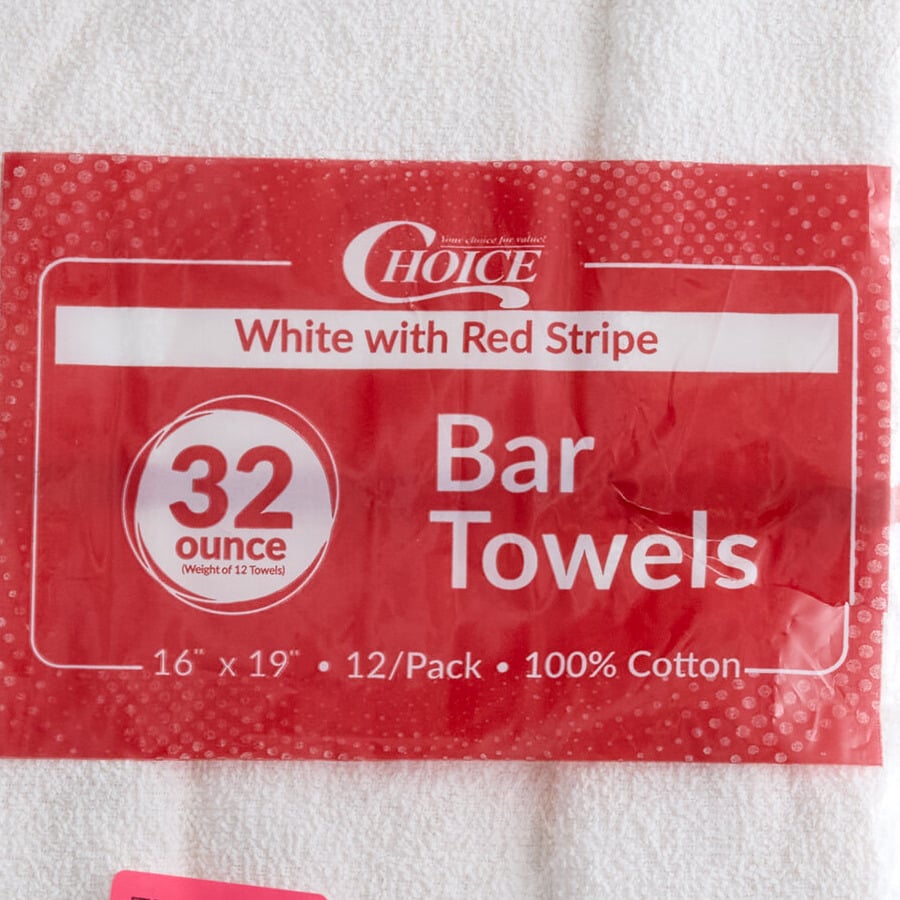 Your choice for value!
CHOICE
White with Red Stripe
32
ounce
(Weight of 12 Towels)
Bar
Towels
16" x 19" • 12/Pack • 100% Cotton